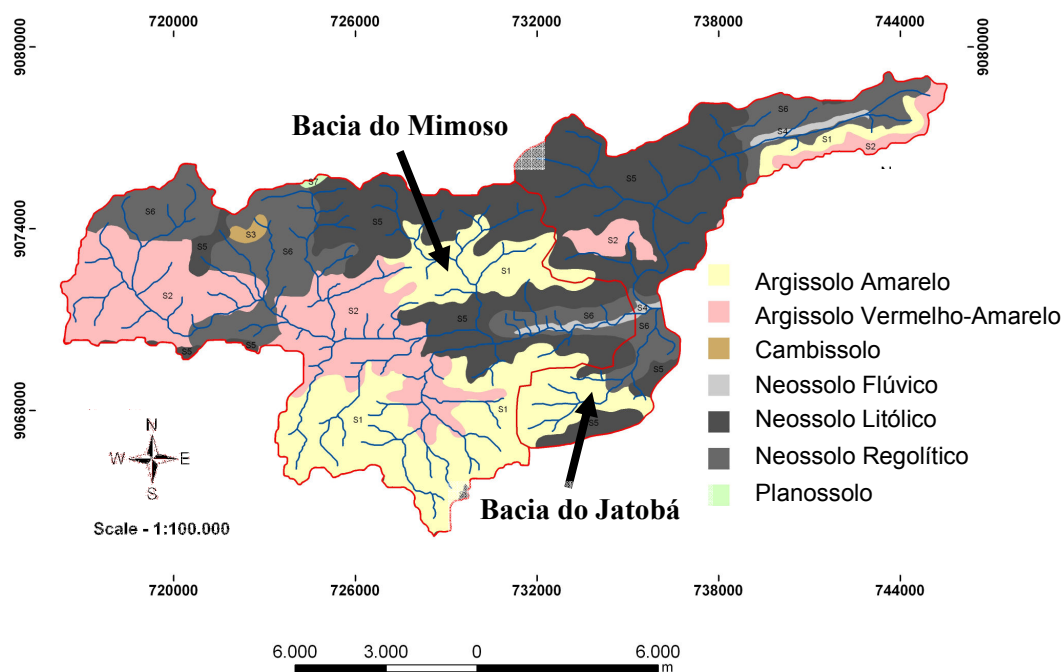 720000 726000 732000 738000 744000
9080000 9080000
Bacia do Mimoso
S6
S4
S1
S2
S7
S5
S5
S6
S3
S6
S5
S2
S1
9074000
S2
S2
S5
S4
S6
S6
S5
S5
S5
S1
S1
S5
9068000
Argissolo Amarelo
Argissolo Vermelho-Amarelo
Cambissolo
Neossolo Flúvico
Neossolo Litólico
Neossolo Regolítico
Planossolo
N
W E
S
Scale - 1:100.000
Bacia do Jatobá
720000 726000 732000 738000 744000
6.000 3.000 0 6.000
m